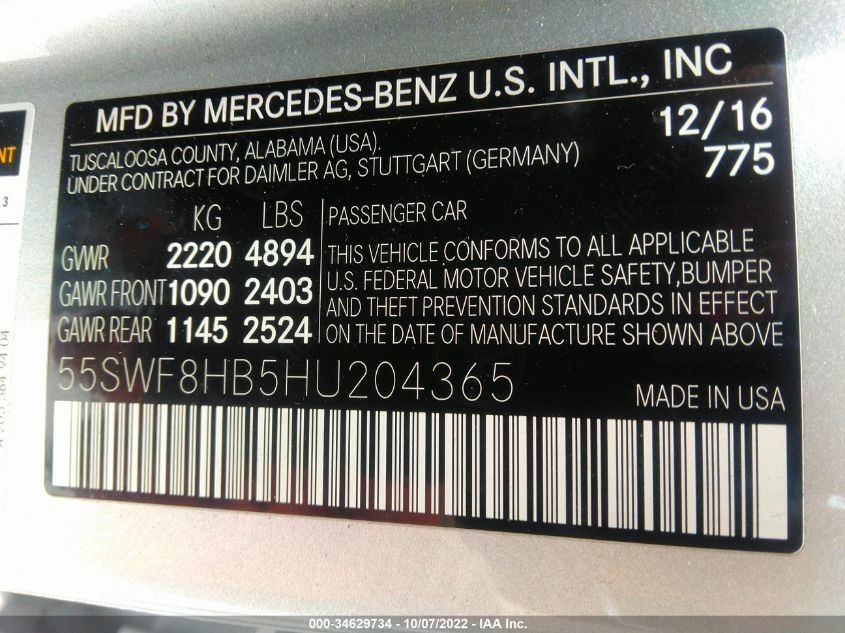 MFD BY MERCEDES-BENZ U.S. INTL., INC
TUSCALOOSA COUNTY, ALABAMA (USA).
UNDER CONTRACT FOR DAIMLER AG, STUTTGART (GERMANY)
12/16
775
KG LBS
GVWR 2220 4894
GAWR FRONT 1090 2403
GAWR REAR 1145 2524
PASSENGER CAR
THIS VEHICLE CONFORMS TO ALL APPLICABLE
U.S. FEDERAL MOTOR VEHICLE SAFETY,BUMPER
AND THEFT PREVENTION STANDARDS IN EFFECT
ON THE DATE OF MANUFACTURE SHOWN ABOVE
55SWF8HB5HU204365
MADE IN USA
3
000-34629734 - 10/07/2022 - IAA Inc.